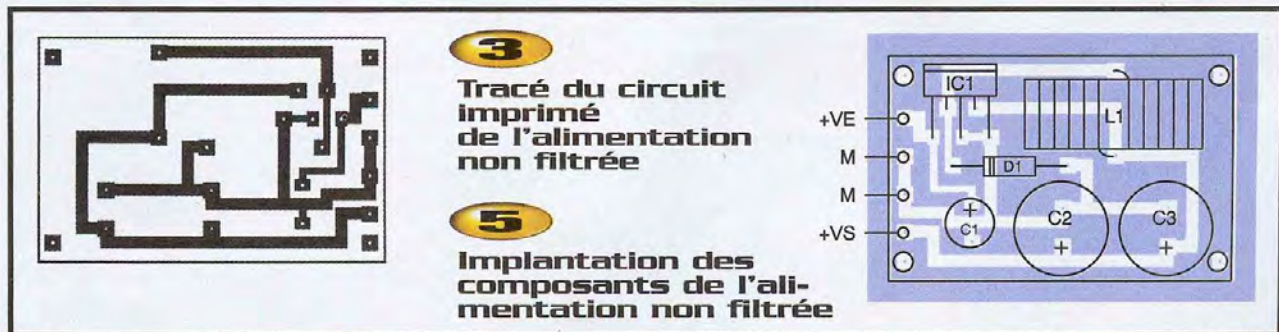 3
Tracé du circuit
imprimé
de l'alimentation
non filtrée
5
Implantation des
composants de l'ali-
mentation non filtrée
IC1
L1
+VE
M
D1
M
+VS
C1
+
C2
+
C3
+